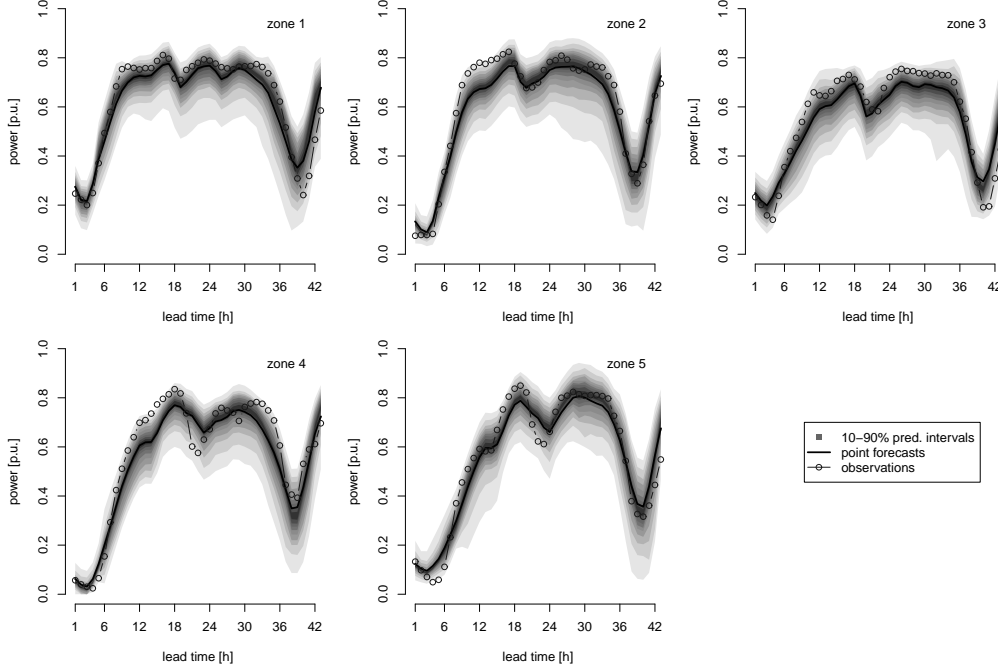 zone 1
power [p.u.]
0.0 0.2 0.4 0.6 0.8 1.0
1 6 12 18 24 30 36 42
lead time [h]
zone 2
power [p.u.]
0.0 0.2 0.4 0.6 0.8 1.0
1 6 12 18 24 30 36 42
lead time [h]
zone 3
power [p.u.]
0.0 0.2 0.4 0.6 0.8 1.0
1 6 12 18 24 30 36 42
lead time [h]
zone 4
power [p.u.]
0.0 0.2 0.4 0.6 0.8 1.0
1 6 12 18 24 30 36 42
lead time [h]
zone 5
power [p.u.]
0.0 0.2 0.4 0.6 0.8 1.0
1 6 12 18 24 30 36 42
lead time [h]
10−90% pred. intervals
point forecasts
observations